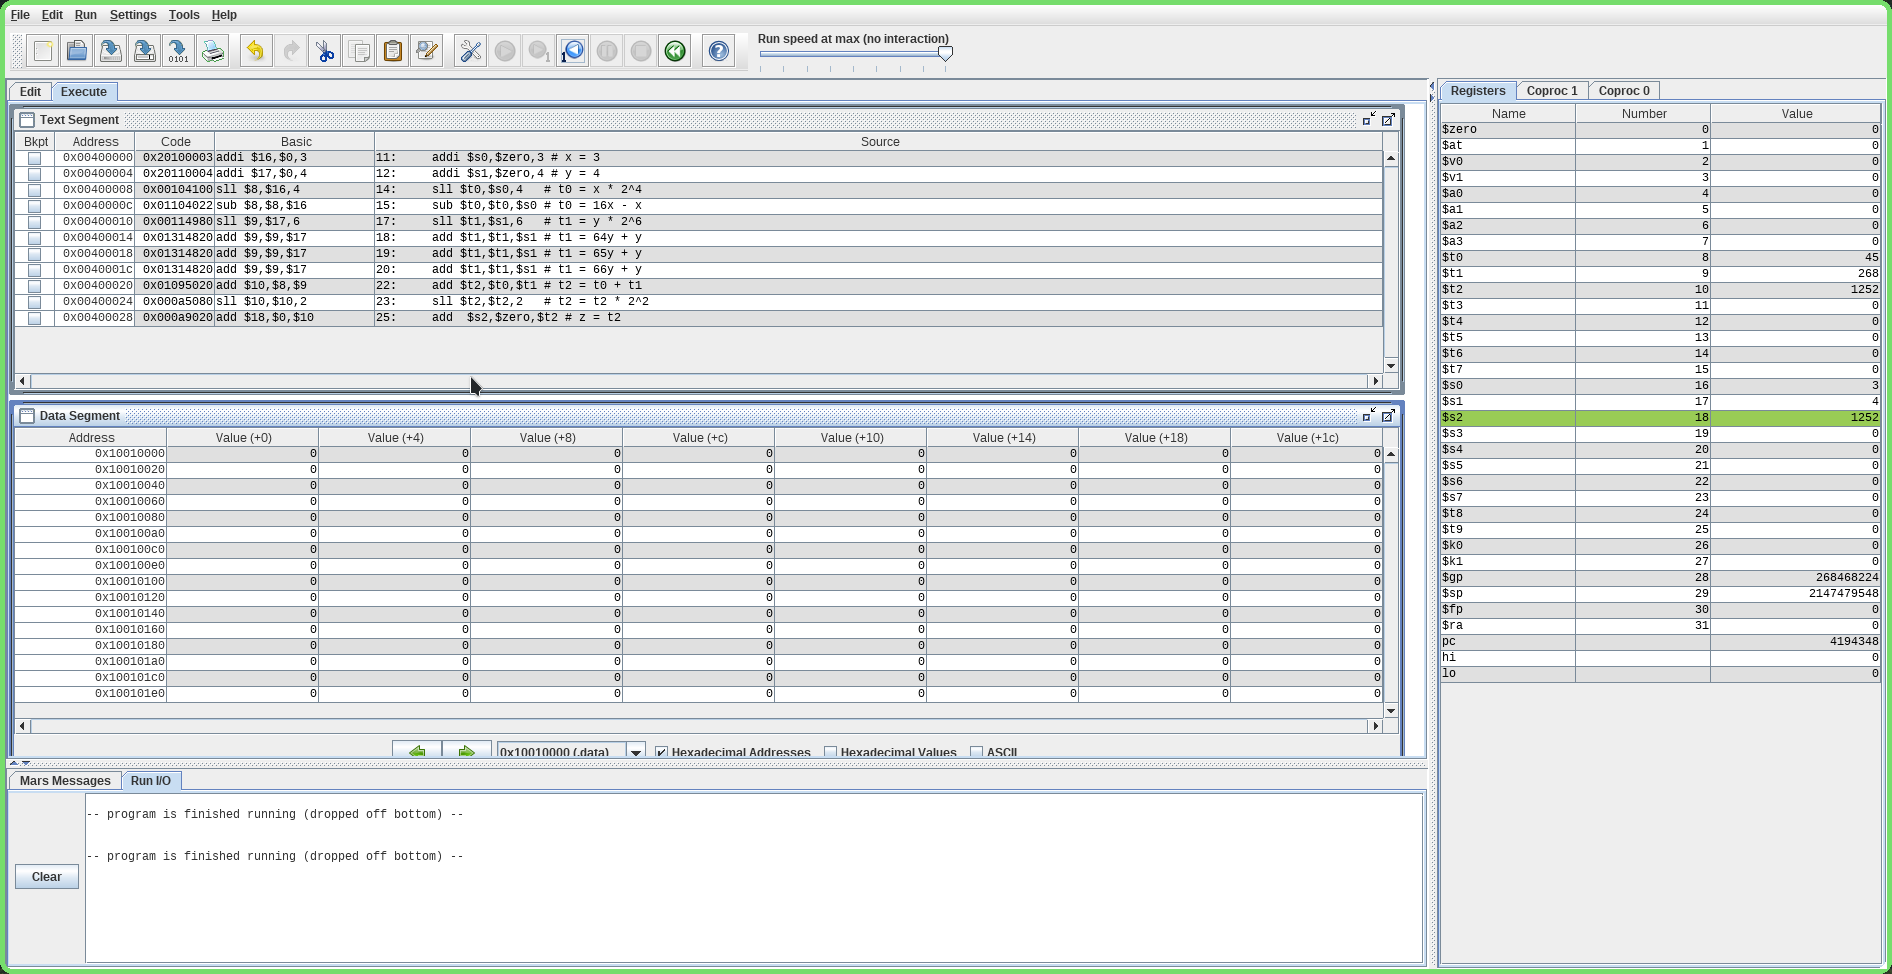 File Edit Run Settings Tools Help
Run speed at max (no interaction)
0101
1
1
Edit Execute
Registers Coproc 1 Coproc 0
Text Segment
Bkpt Address Code Basic Source
0x00400000 0x20100003 addi $16,$0,3 11: addi $s0,$zero,3 # x = 3
0x00400004 0x20110004 addi $17,$0,4 12: addi $s1,$zero,4 # y = 4
0x00400008 0x00104100 sll $8,$16,4 14: sll $t0,$s0,4 # t0 = x * 2^4
0x0040000c 0x01104022 sub $8,$8,$16 15: sub $t0,$t0,$s0 # t0 = 16x - x
0x00400010 0x00114980 sll $9,$17,6 17: sll $t1,$s1,6 # t1 = y * 2^6
0x00400014 0x01314820 add $9,$9,$17 18: add $t1,$t1,$s1 # t1 = 64y + y
0x00400018 0x01314820 add $9,$9,$17 19: add $t1,$t1,$s1 # t1 = 65y + y
0x0040001c 0x01314820 add $9,$9,$17 20: add $t1,$t1,$s1 # t1 = 66y + y
0x00400020 0x01095020 add $10,$8,$9 22: add $t2,$t0,$t1 # t2 = t0 + t1
0x00400024 0x000a5080 sll $10,$10,2 23: sll $t2,$t2,2 # t2 = t2 * 2^2
0x00400028 0x000a9020 add $18,$0,$10 25: add $s2,$zero,$t2 # z = t2
Data Segment
Address Value (+0) Value (+4) Value (+8) Value (+c) Value (+10) Value (+14) Value (+18) Value (+1c)
0x10010000 0 0 0 0 0 0 0 0
0x10010020 0 0 0 0 0 0 0 0
0x10010040 0 0 0 0 0 0 0 0
0x10010060 0 0 0 0 0 0 0 0
0x10010080 0 0 0 0 0 0 0 0
0x100100a0 0 0 0 0 0 0 0 0
0x100100c0 0 0 0 0 0 0 0 0
0x100100e0 0 0 0 0 0 0 0 0
0x10010100 0 0 0 0 0 0 0 0
0x10010120 0 0 0 0 0 0 0 0
0x10010140 0 0 0 0 0 0 0 0
0x10010160 0 0 0 0 0 0 0 0
0x10010180 0 0 0 0 0 0 0 0
0x100101a0 0 0 0 0 0 0 0 0
0x100101c0 0 0 0 0 0 0 0 0
0x100101e0 0 0 0 0 0 0 0 0
0x10010000 (.data) Hexadecimal Addresses Hexadecimal Values ASCII
Mars Messages Run I/O
-- program is finished running (dropped off bottom) --
-- program is finished running (dropped off bottom) --
Clear
Name Number Value
$zero 0 0
$at 1 0
$v0 2 0
$v1 3 0
$a0 4 0
$a1 5 0
$a2 6 0
$a3 7 0
$t0 8 45
$t1 9 268
$t2 10 1252
$t3 11 0
$t4 12 0
$t5 13 0
$t6 14 0
$t7 15 0
$s0 16 3
$s1 17 4
$s2 18 1252
$s3 19 0
$s4 20 0
$s5 21 0
$s6 22 0
$s7 23 0
$t8 24 0
$t9 25 0
$k0 26 0
$k1 27 0
$gp 28 268468224
$sp 29 2147479548
$fp 30 0
$ra 31 0
pc 4194348
hi 0
lo 0